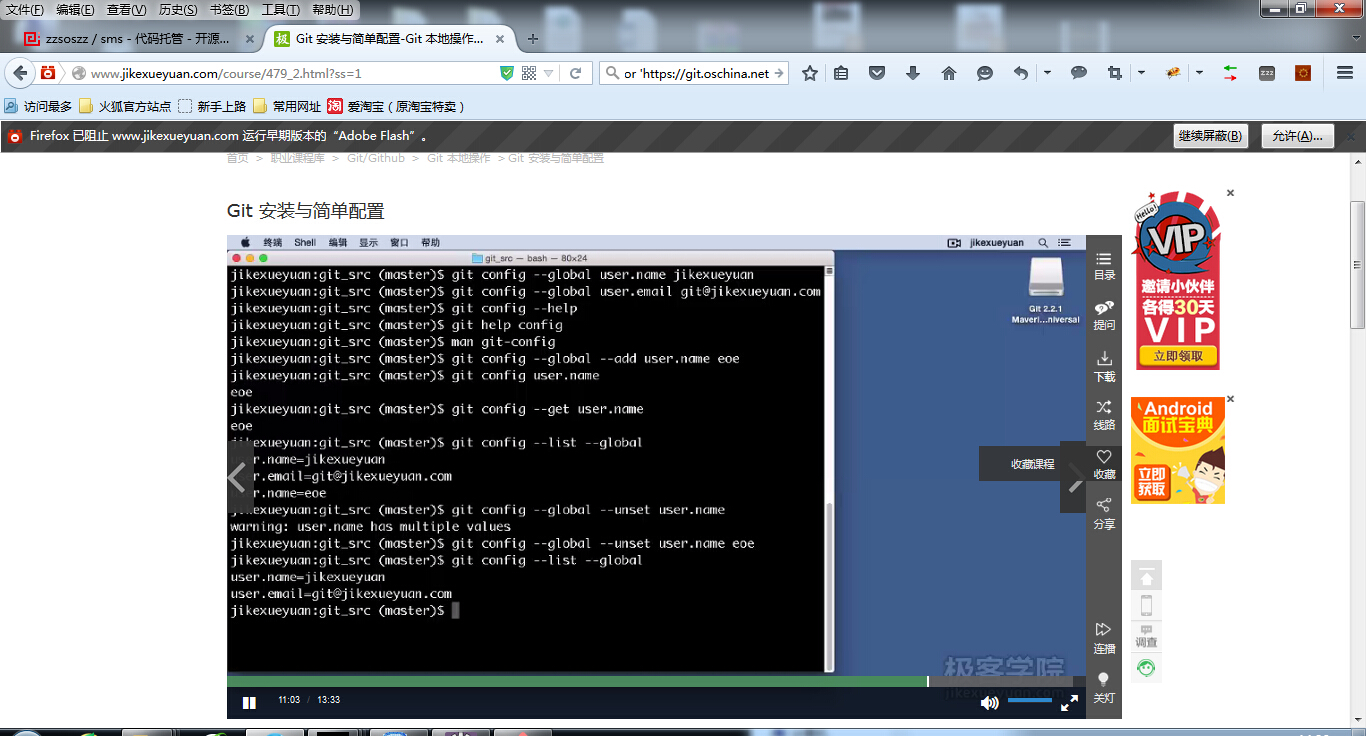 文件(F) 编辑(E) 查看(V) 历史(S) 书签(B) 工具(T) 帮助(H)
zzsoszz / sms - 代码托管 - 开源...
Git 安装与简单配置-Git 本地操作...
www.jikexueyuan.com/course/479_2.html?ss=1
or 'https://git.oschina.net
访问最多 火狐官方站点 新手上路 常用网址 爱淘宝（原淘宝特卖）
Firefox 已阻止 www.jikexueyuan.com 运行早期版本的“Adobe Flash”。
继续屏蔽(B) 允许(A)...
首页 > 职业课程库 > Git/Github > Git 本地操作 > Git 安装与简单配置
Git 安装与简单配置
终端 Shell 编辑 显示 窗口 帮助 jikexueyuan
git_src — bash — 80x24
jikexueyuan:git_src (master)$ git config --global user.name jikexueyuan
jikexueyuan:git_src (master)$ git config --global user.email git@jikexueyuan.com
jikexueyuan:git_src (master)$ git config --help
jikexueyuan:git_src (master)$ git help config
jikexueyuan:git_src (master)$ man git-config
jikexueyuan:git_src (master)$ git config --global --add user.name eoe
jikexueyuan:git_src (master)$ git config user.name
eoe
jikexueyuan:git_src (master)$ git config --get user.name
eoe
jikexueyuan:git_src (master)$ git config --list --global
user.name=jikexueyuan
user.email=git@jikexueyuan.com
user.name=eoe
jikexueyuan:git_src (master)$ git config --global --unset user.name
warning: user.name has multiple values
jikexueyuan:git_src (master)$ git config --global --unset user.name eoe
jikexueyuan:git_src (master)$ git config --list --global
user.name=jikexueyuan
user.email=git@jikexueyuan.com
jikexueyuan:git_src (master)$
Git 2.2.1
Maveri...niversal
极客学院
jikexueyuan.com
11:03 / 13:33
目录
提问
下载
线路
收藏课程
收藏
分享
连播
关灯
Hello!
VIP
邀请小伙伴
各得30天
VIP
立即领取
Android
面试宝典
立即
获取
调查